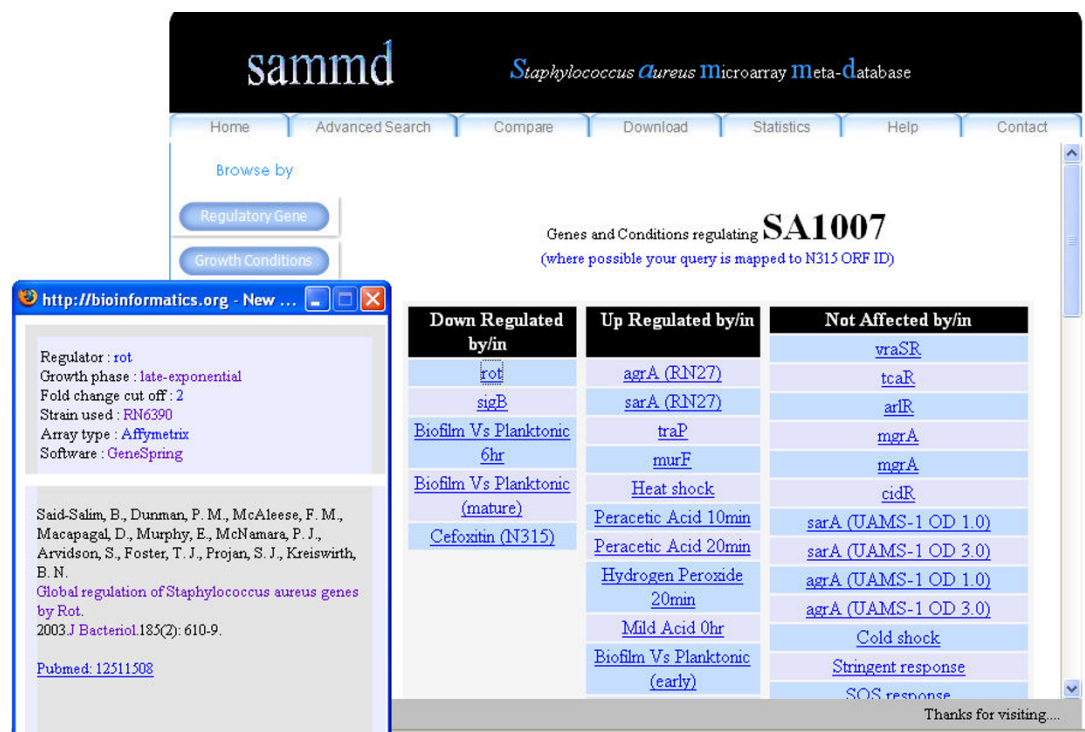 sammd
Staphylococcus aureus microarray meta-database
Home Advanced Search Compare Download Statistics Help Contact
Browse by
Regulatory Gene
Growth Conditions
Genes and Conditions regulating SA1007
(where possible your query is mapped to N315 ORF ID)
http://bioinformatics.org - New ...
Regulator : rot
Growth phase : late-exponential
Fold change cut off : 2
Strain used : RN6390
Array type : Affymetrix
Software : GeneSpring
Said-Salim, B., Dunman, P. M., McAleese, F. M.,
Macapagal, D., Murphy, E., McNamara, P. J.,
Arvidson, S., Foster, T. J., Projan, S. J., Kreiswirth,
B. N.
Global regulation of Staphylococcus aureus genes
by Rot.
2003.J Bacteriol.185(2): 610-9.
Pubmed: 12511508
Down Regulated
by/in
rot
sigB
Biofilm Vs Planktonic
6hr
Biofilm Vs Planktonic
(mature)
Cefoxitin (N315)
Up Regulated by/in
agrA (RN27)
sarA (RN27)
traP
murF
Heat shock
Peracetic Acid 10min
Peracetic Acid 20min
Hydrogen Peroxide
20min
Mild Acid 0hr
Biofilm Vs Planktonic
(early)
Not Affected by/in
vraSR
tcaR
arlR
mgrA
mgrA
cidR
sarA (UAMS-1 OD 1.0)
sarA (UAMS-1 OD 3.0)
agrA (UAMS-1 OD 1.0)
agrA (UAMS-1 OD 3.0)
Cold shock
Stringent response
SOS response
Thanks for visiting....